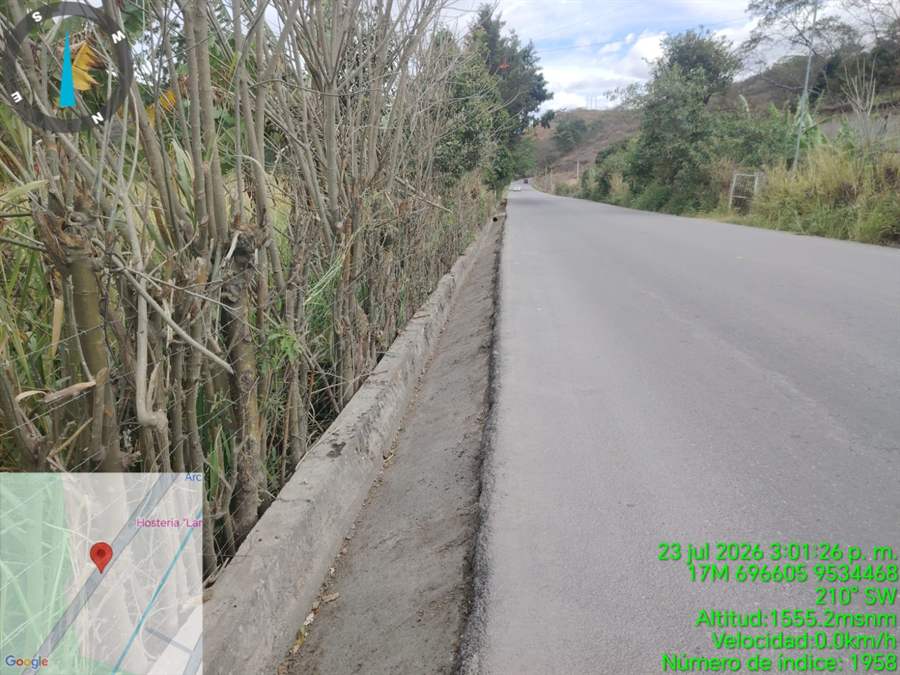 S
W
E
N
Arc
Hostería "Lar
Google
23 jul 2026 3:01:26 p. m.
17M 696605 9534468
210° SW
Altitud:1555.2msnm
Velocidad:0.0km/h
Número de índice: 1958